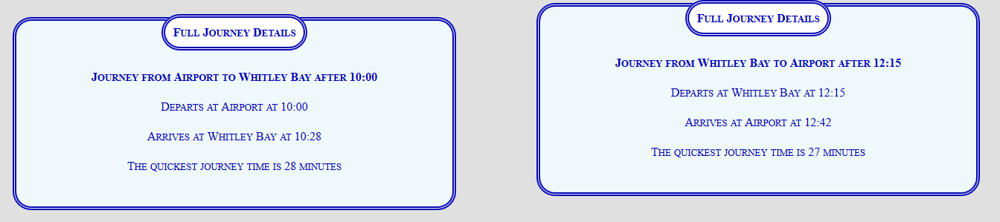 Full Journey Details
Journey from Airport to Whitley Bay after 10:00
Departs at Airport at 10:00
Arrives at Whitley Bay at 10:28
The quickest journey time is 28 minutes
Full Journey Details
Journey from Whitley Bay to Airport after 12:15
Departs at Whitley Bay at 12:15
Arrives at Airport at 12:42
The quickest journey time is 27 minutes